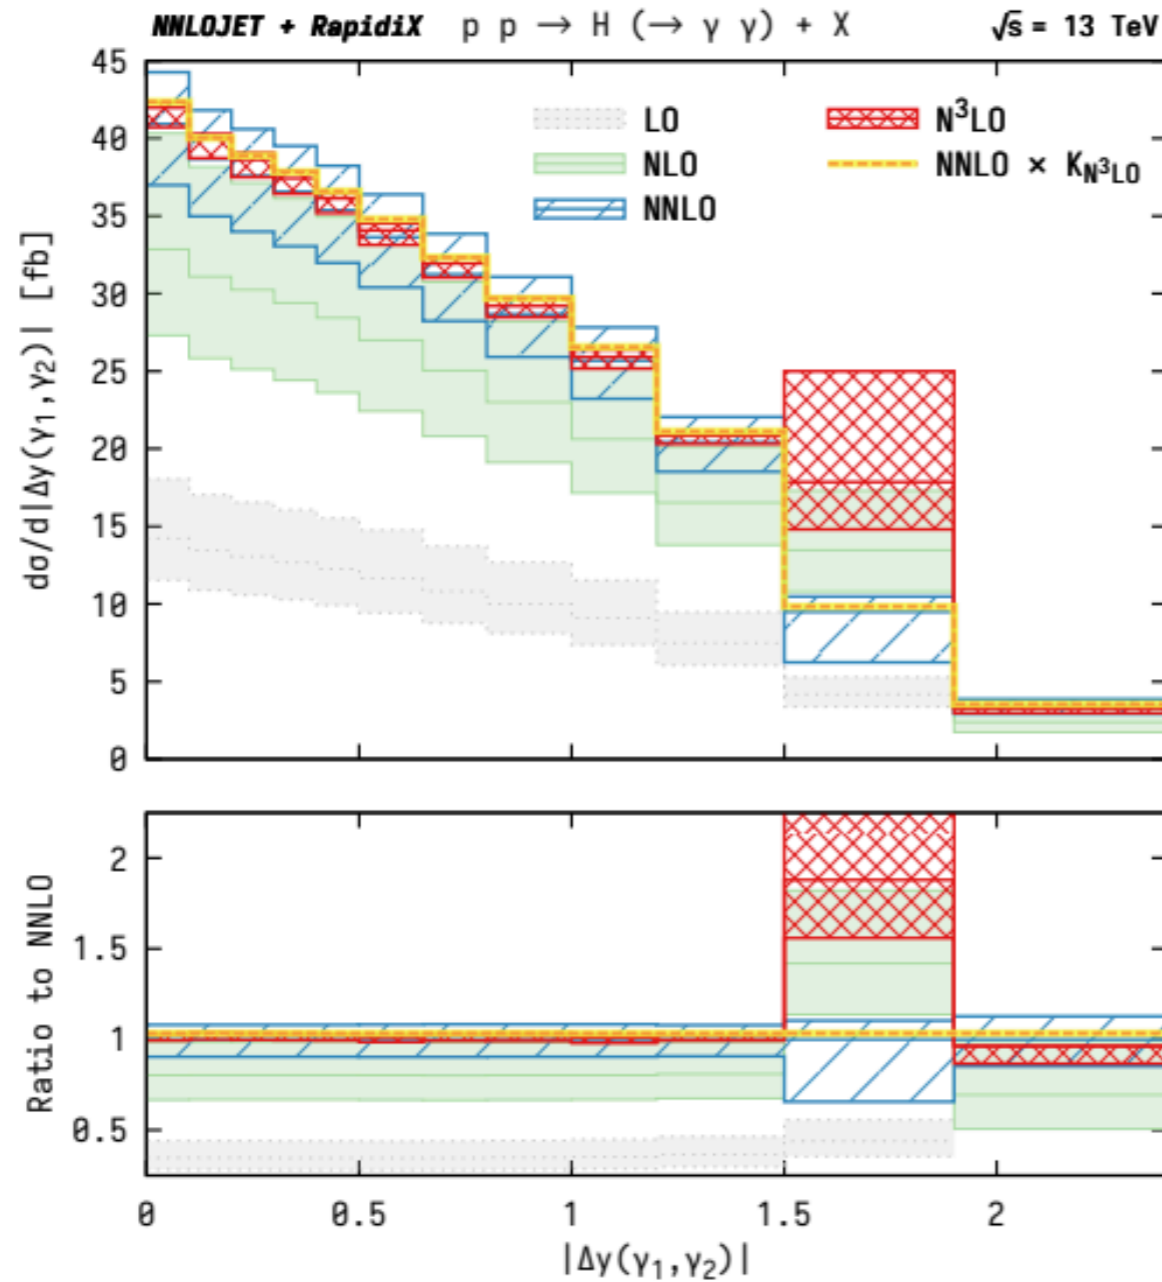 NNLOJET + RapidiX   p p → H (→ γ γ) + X   √s = 13 TeV
45
40
35
30
25
20
15
10
5
0
dσ/d|Δy(γ₁,γ₂)| [fb]
LO
NLO
NNLO
N³LO
NNLO × K_N³LO
2
1.5
1
0.5
Ratio to NNLO
0 0.5 1 1.5 2
|Δy(γ₁,γ₂)|